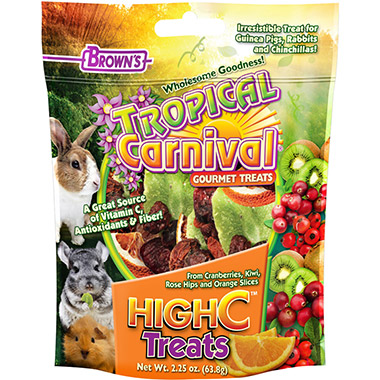 BROWN'S
Irresistible Treat for
Guinea Pigs, Rabbits
and Chinchillas!
Wholesome Goodness!
TROPICAL
Carnival
GOURMET TREATS
A Great Source
of Vitamin C,
Antioxidants & Fiber!
From Cranberries, Kiwi,
Rose Hips and Orange Slices
HIGH C™
Treats
Net Wt. 2.25 oz. (63.8g)